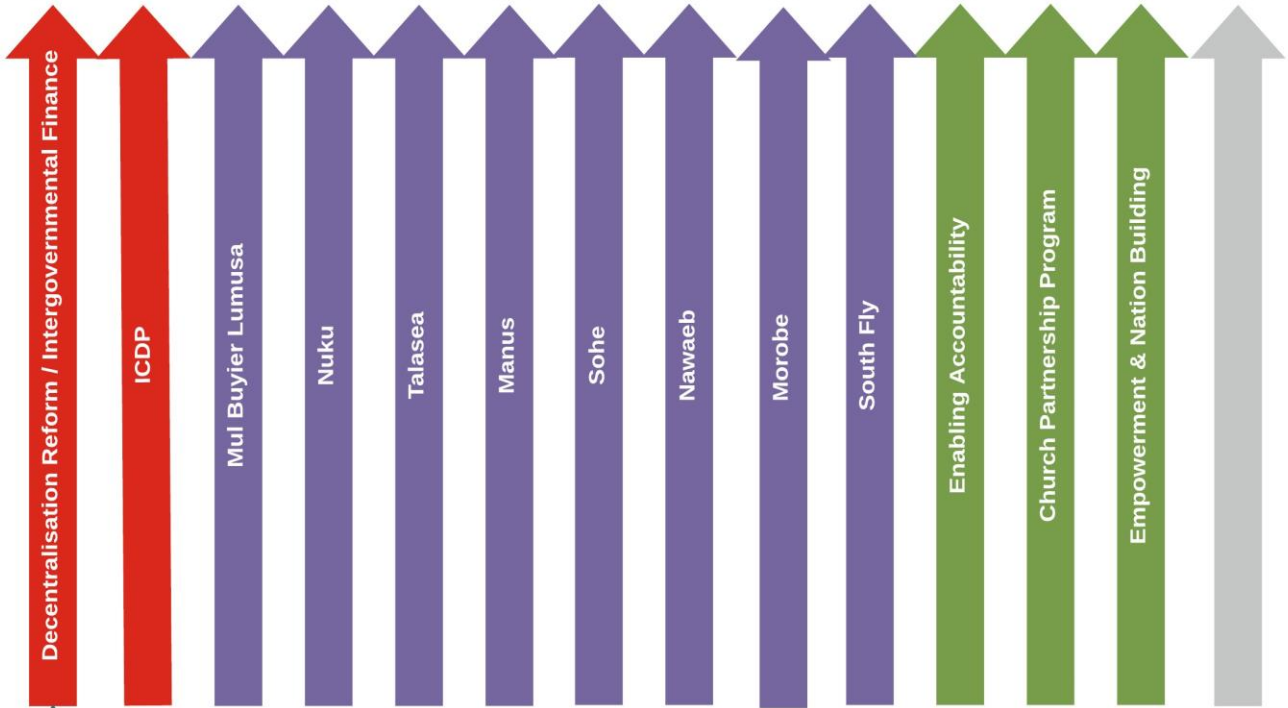 Decentralisation Reform / Intergovernmental Finance
ICDP
Mul Buyier Lumusa
Nuku
Talasea
Manus
Sohe
Nawaeb
Morobe
South Fly
Enabling Accountability
Church Partnership Program
Empowerment & Nation Building